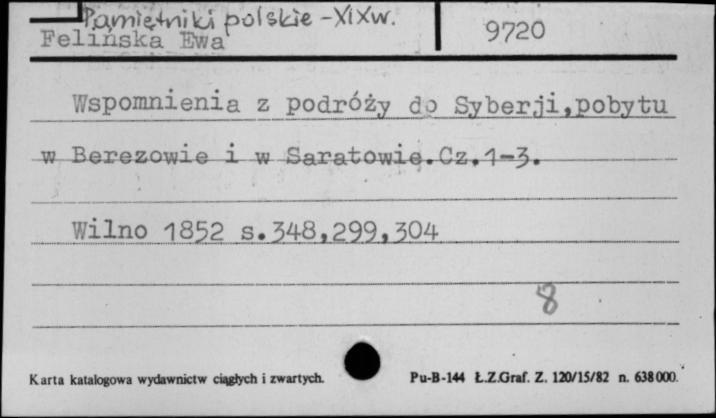 Pamiętniki polskie - XIXw.
Felińska Ewa
9720
Wspomnienia z podróży do Syberji,pobytu
w Berezowie i w Saratowie.Cz.1-3.
Wilno 1852 s.348,299,304
8
Karta katalogowa wydawnictw ciągłych i zwartych.
Pu-B-144 Ł.Z.Graf. Z. 120/15/82 n. 638000.